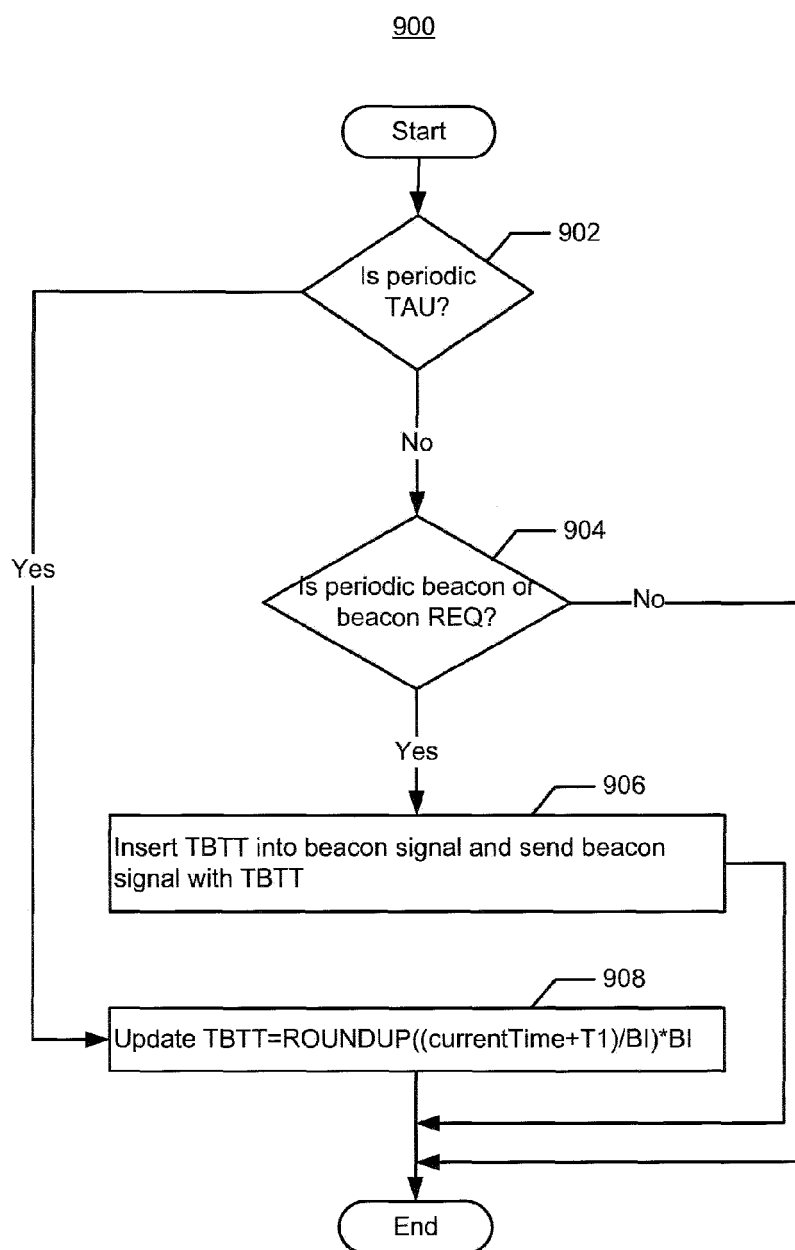 900
Start
902
Is periodic
TAU?
No
904
Yes
Is periodic beacon or
beacon REQ?
No
Yes
906
Insert TBTT into beacon signal and send beacon
signal with TBTT
908
Update TBTT=ROUNDUP((currentTime+T1)/BI)*BI
End